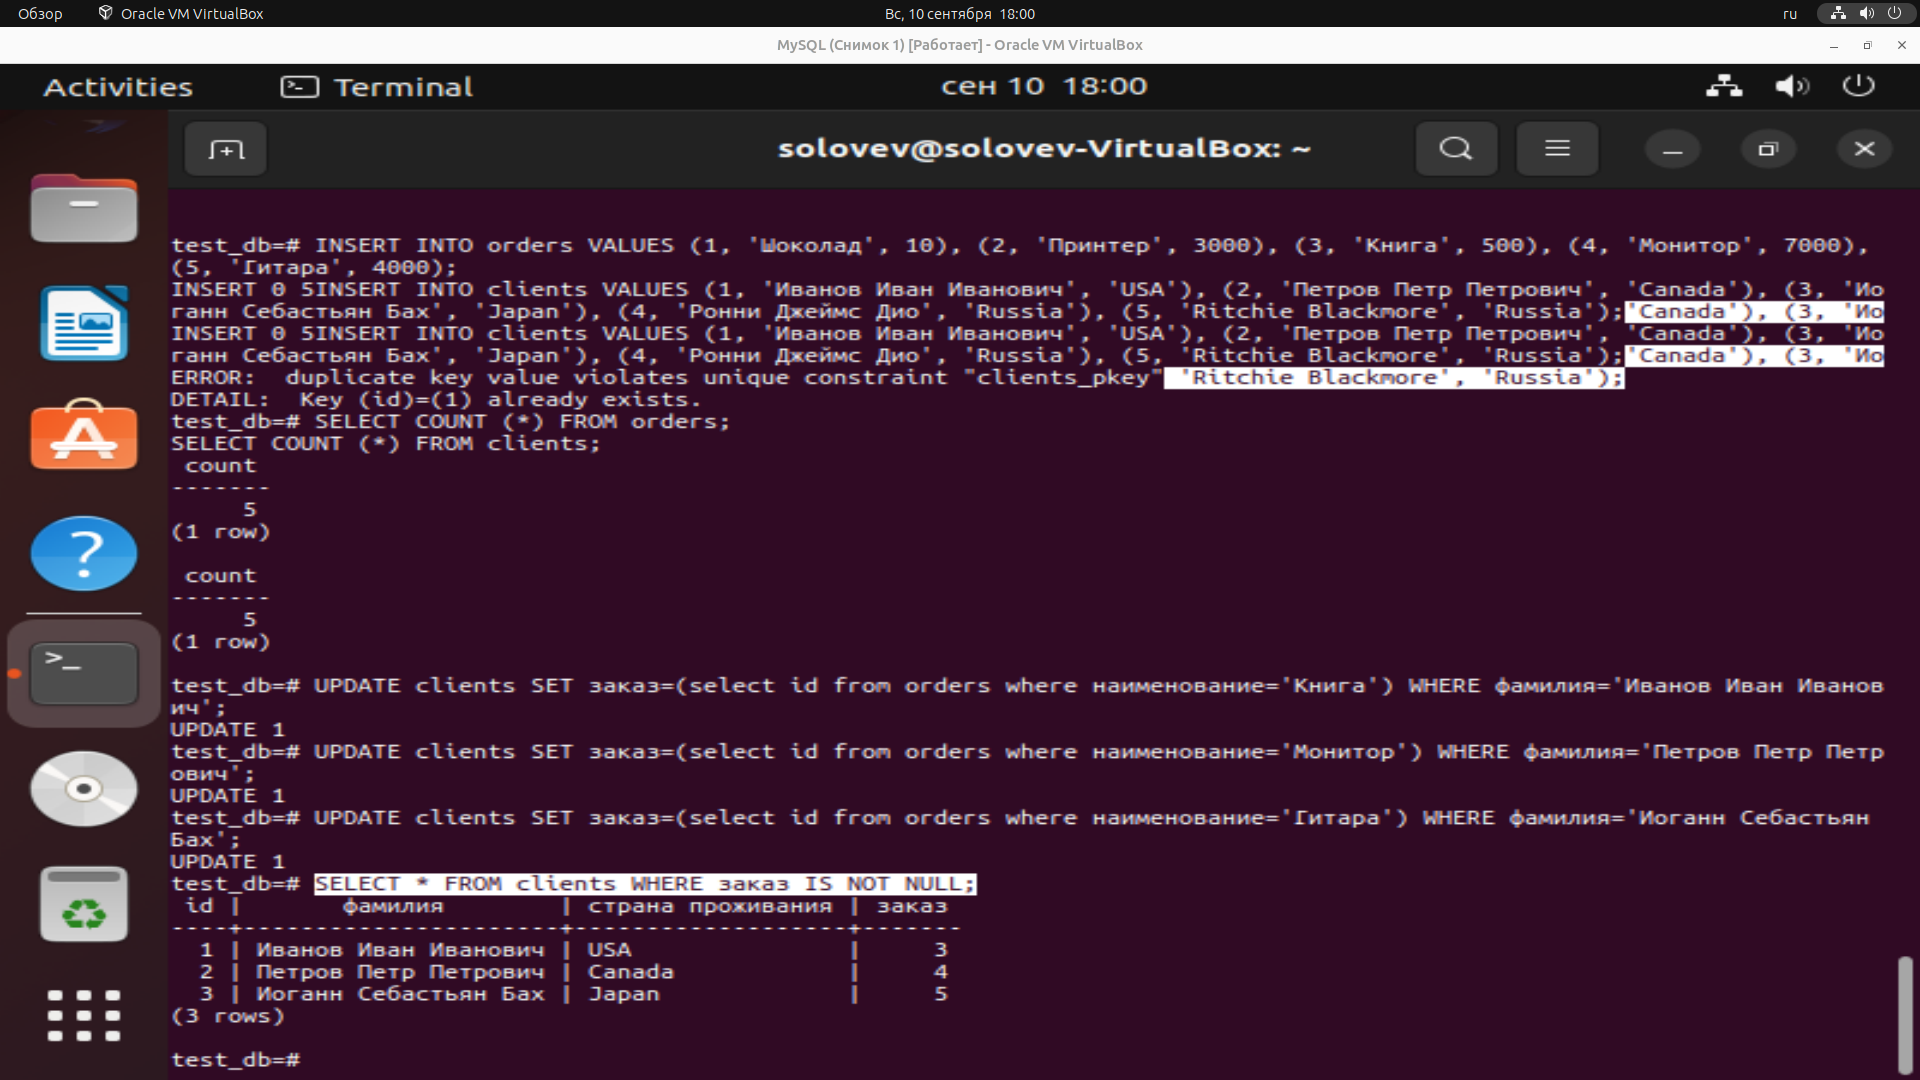 Обзор Oracle VM VirtualBox Вс, 10 сентября 18:00 ru
MySQL (Снимок 1) [Работает] - Oracle VM VirtualBox
Activities Terminal сен 10 18:00
solovev@solovev-VirtualBox: ~
test_db=# INSERT INTO orders VALUES (1, 'Шоколад', 10), (2, 'Принтер', 3000), (3, 'Книга', 500), (4, 'Монитор', 7000),
(5, 'Гитара', 4000);
INSERT 0 5INSERT INTO clients VALUES (1, 'Иванов Иван Иванович', 'USA'), (2, 'Петров Петр Петрович', 'Canada'), (3, 'Ио
ганн Себастьян Бах', 'Japan'), (4, 'Ронни Джеймс Дио', 'Russia'), (5, 'Ritchie Blackmore', 'Russia');'Canada'), (3, 'Ио
INSERT 0 5INSERT INTO clients VALUES (1, 'Иванов Иван Иванович', 'USA'), (2, 'Петров Петр Петрович', 'Canada'), (3, 'Ио
ганн Себастьян Бах', 'Japan'), (4, 'Ронни Джеймс Дио', 'Russia'), (5, 'Ritchie Blackmore', 'Russia');'Canada'), (3, 'Ио
ERROR:  duplicate key value violates unique constraint "clients_pkey" 'Ritchie Blackmore', 'Russia');
DETAIL:  Key (id)=(1) already exists.
test_db=# SELECT COUNT (*) FROM orders;
SELECT COUNT (*) FROM clients;
 count
-------
     5
(1 row)

 count
-------
     5
(1 row)

test_db=# UPDATE clients SET заказ=(select id from orders where наименование='Книга') WHERE фамилия='Иванов Иван Иванов
ич';
UPDATE 1
test_db=# UPDATE clients SET заказ=(select id from orders where наименование='Монитор') WHERE фамилия='Петров Петр Петр
ович';
UPDATE 1
test_db=# UPDATE clients SET заказ=(select id from orders where наименование='Гитара') WHERE фамилия='Иоганн Себастьян
Бах';
UPDATE 1
test_db=# SELECT * FROM clients WHERE заказ IS NOT NULL;
 id |       фамилия        | страна проживания | заказ
----+----------------------+-------------------+-------
  1 | Иванов Иван Иванович | USA               |     3
  2 | Петров Петр Петрович | Canada            |     4
  3 | Иоганн Себастьян Бах | Japan             |     5
(3 rows)

test_db=#